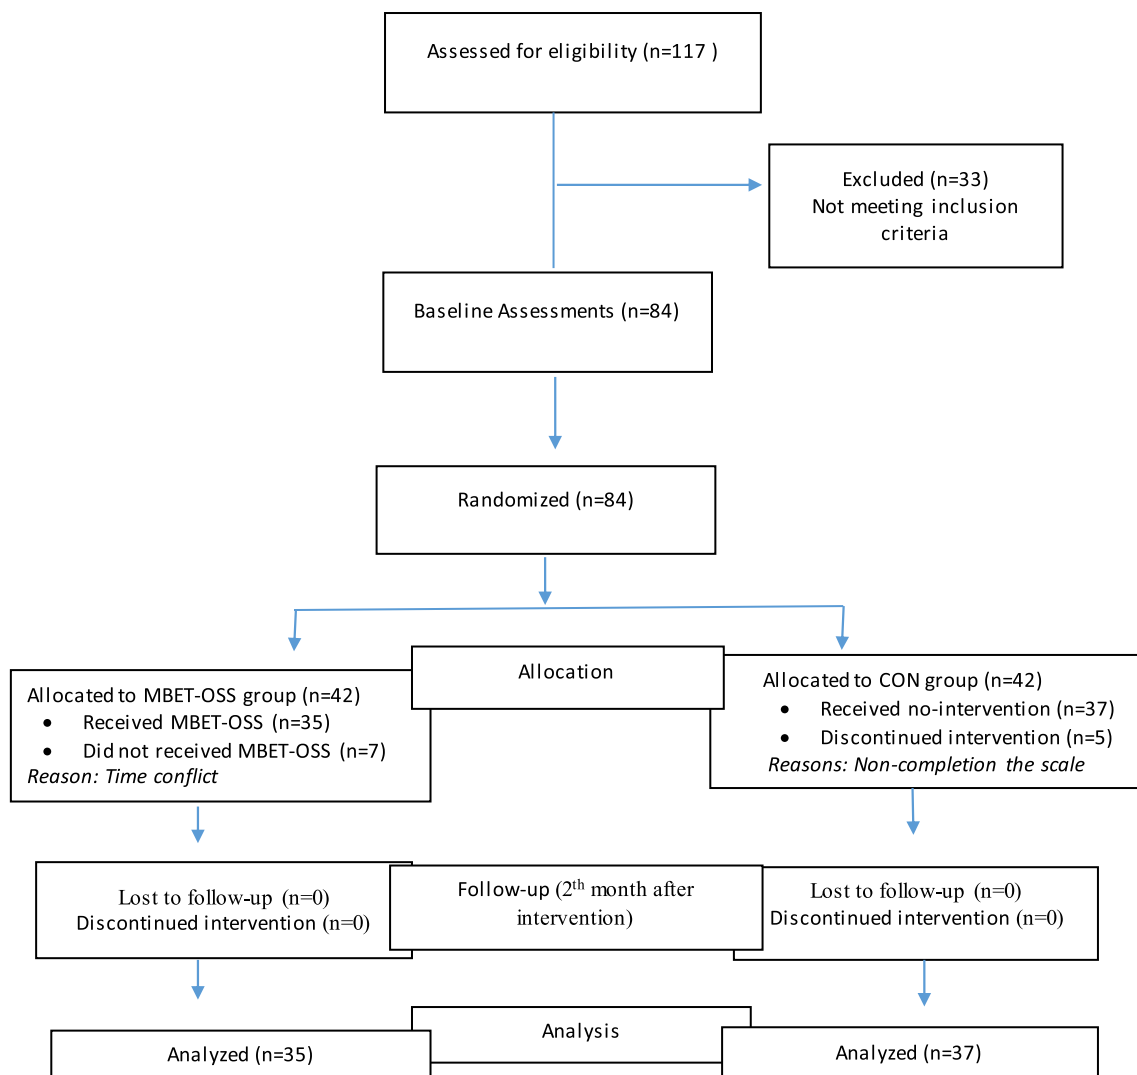 Assessed for eligibility (n=117 )
Excluded (n=33)
Not meeting inclusion
criteria
Baseline Assessments (n=84)
Randomized (n=84)
Allocation
Allocated to MBET-OSS group (n=42)
• Received MBET-OSS (n=35)
• Did not received MBET-OSS (n=7)
Reason: Time conflict
Allocated to CON group (n=42)
• Received no-intervention (n=37)
• Discontinued intervention (n=5)
Reasons: Non-completion the scale
Lost to follow-up (n=0)
Discontinued intervention (n=0)
Follow-up (2th month after
intervention)
Lost to follow-up (n=0)
Discontinued intervention (n=0)
Analysis
Analyzed (n=35)
Analyzed (n=37)